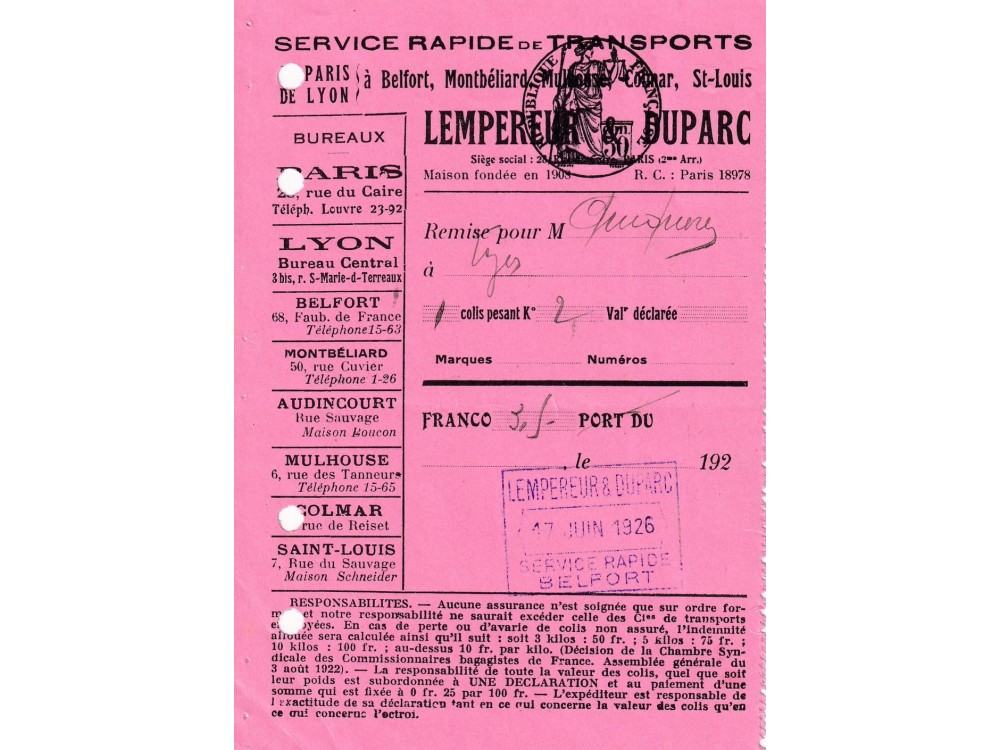 SERVICE RAPIDE DE TRANSPORTS
PARIS
DE LYON
à Belfort, Montbéliard, Mulhouse, Colmar, St-Louis
RÉPUBLIQUE FRANÇAISE
50
LEMPEREUR & DUPARC
Siège social : PARIS (2me Arr.)
Maison fondée en 1908
R. C. : Paris 18978
BUREAUX
PARIS
rue du Caire
Téléph. Louvre 23-92
LYON
Bureau Central
3 bis, r. S-Marie-d-Terreaux
BELFORT
68, Faub. de France
Téléphone 15-63
MONTBÉLIARD
50, rue Cuvier
Téléphone 1-26
AUDINCOURT
Rue Sauvage
Maison Boucon
MULHOUSE
6, rue des Tanneurs
Téléphone 15-65
COLMAR
rue de Reiset
SAINT-LOUIS
7, Rue du Sauvage
Maison Schneider
Remise pour M
à
1 colis pesant Ko 2 Valr déclarée
Marques Numéros
FRANCO 3,5- PORT DU
, le 192
LEMPEREUR & DUPARC
17 JUIN 1926
SERVICE RAPIDE
BELFORT
RESPONSABILITES. — Aucune assurance n'est soignée que sur ordre for-
et notre responsabilité ne saurait excéder celle des Cies de transports
employées. En cas de perte ou d'avarie de colis non assuré, l'indemnité
allouée sera calculée ainsi qu'il suit : soit 3 kilos : 50 fr. ; 5 kilos : 75 fr. ;
10 kilos : 100 fr. ; au-dessus 10 fr. par kilo. (Décision de la Chambre Syn-
dicale des Commissionnaires bagagistes de France. Assemblée générale du
3 août 1922). — La responsabilité de toute la valeur des colis, quel que soit
leur poids est subordonnée à UNE DECLARATION et au paiement d'une
somme qui est fixée à 0 fr. 25 par 100 fr. — L'expéditeur est responsable de
l'exactitude de sa déclaration tant en ce qui concerne la valeur des colis qu'en
ce qui concerne l'octroi.